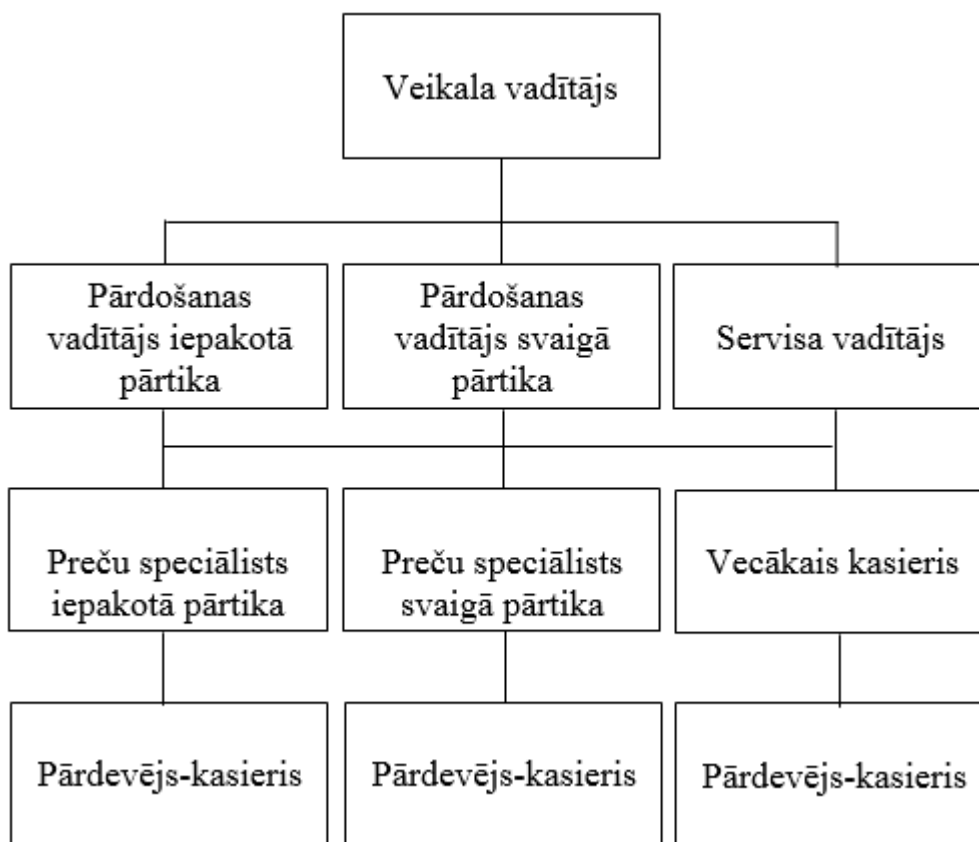 Veikala vadītājs
Pārdošanas
vadītājs iepakotā
pārtika
Pārdošanas
vadītājs svaigā
pārtika
Servisa vadītājs
Preču speciālists
iepakotā pārtika
Preču speciālists
svaigā pārtika
Vecākais kasieris
Pārdevējs-kasieris
Pārdevējs-kasieris
Pārdevējs-kasieris